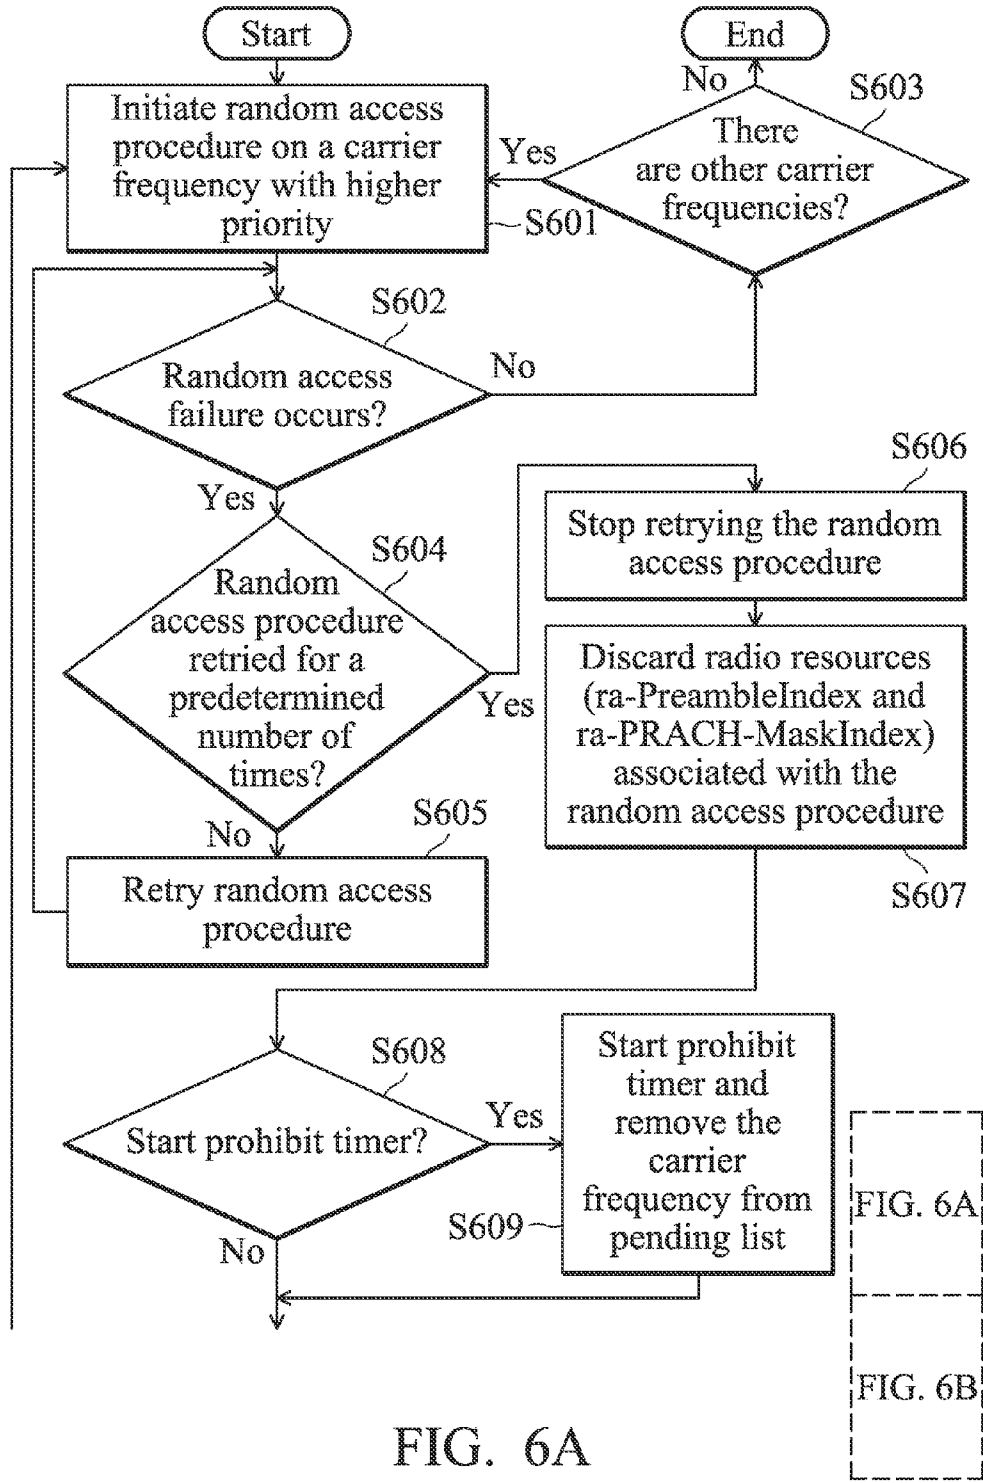 Start
End
Initiate random access
procedure on a carrier
frequency with higher
priority
S601
Yes
No
S603
There
are other carrier
frequencies?
S602
Random access
failure occurs?
No
Yes
S604
Random
access procedure
retried for a
predetermined
number of
times?
Yes
No
S606
Stop retrying the random
access procedure
Discard radio resources
(ra-PreambleIndex and
ra-PRACH-MaskIndex)
associated with the
random access procedure
S607
S605
Retry random access
procedure
S608
Start prohibit timer?
Yes
No
Start prohibit
timer and
remove the
carrier
frequency from
pending list
S609
FIG. 6A
FIG. 6B
FIG. 6A